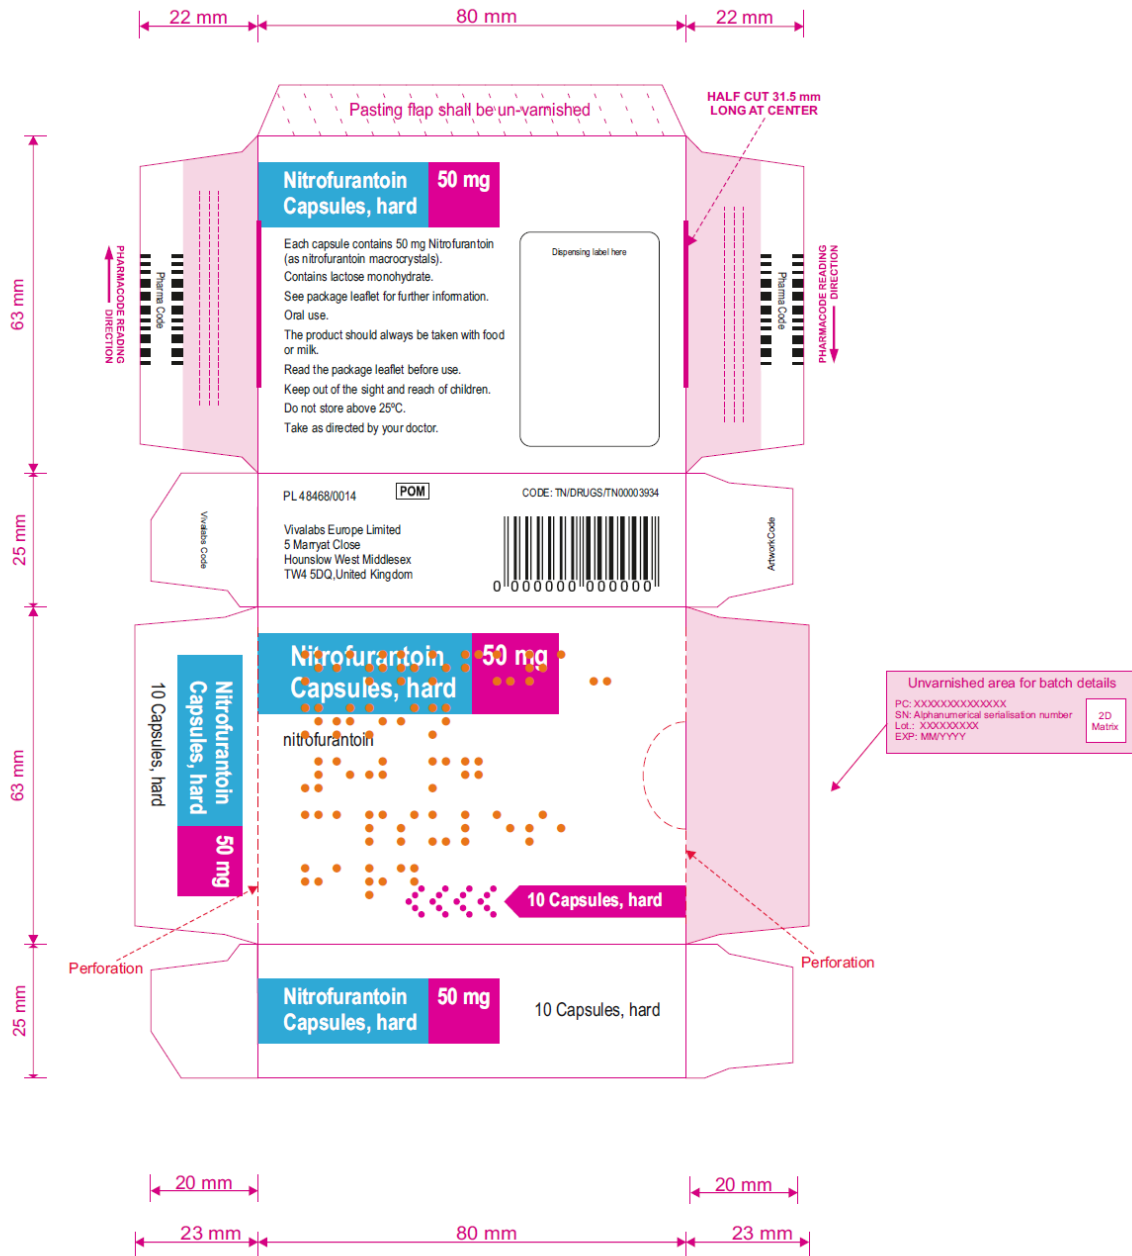 22 mm
80 mm
22 mm
Pasting flap shall be un-varnished
HALF CUT 31.5 mm
LONG AT CENTER
63 mm
PHARMACODE READING
DIRECTION
Pharma Code
Nitrofurantoin
Capsules, hard
50 mg
Each capsule contains 50 mg Nitrofurantoin
(as nitrofurantoin macrocrystals).
Contains lactose monohydrate.
See package leaflet for further information.
Oral use.
The product should always be taken with food
or milk.
Read the package leaflet before use.
Keep out of the sight and reach of children.
Do not store above 25ºC.
Take as directed by your doctor.
Dispensing label here
Pharma Code
PHARMACODE READING
DIRECTION
25 mm
Vivalabs Code
PL 48468/0014
POM
CODE: TN/DRUGS/TN00003934
Vivalabs Europe Limited
5 Marryat Close
Hounslow West Middlesex
TW4 5DQ,United Kingdom
0 000000 000000
ArtworkCode
63 mm
Nitrofurantoin
Capsules, hard
50 mg
10 Capsules, hard
Nitrofurantoin
Capsules, hard
50 mg
nitrofurantoin
10 Capsules, hard
Unvarnished area for batch details
PC: XXXXXXXXXXXXXX
SN: Alphanumerical serialisation number
Lot.: XXXXXXXXX
EXP: MM/YYYY
2D
Matrix
Perforation
Perforation
25 mm
Nitrofurantoin
Capsules, hard
50 mg
10 Capsules, hard
20 mm
20 mm
23 mm
80 mm
23 mm